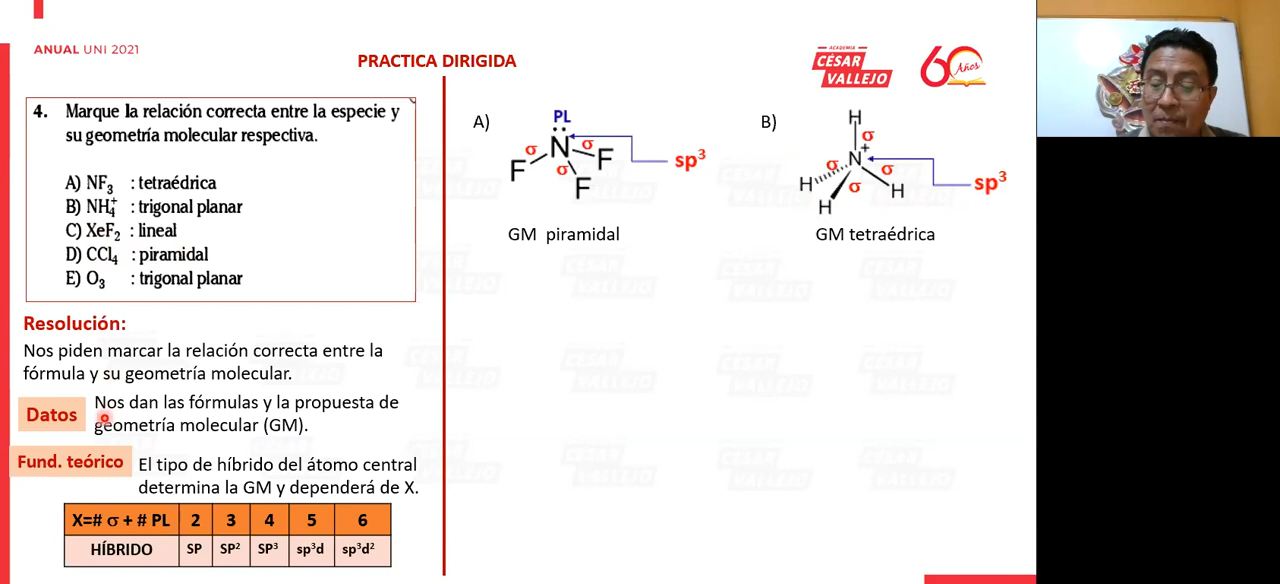 ANUAL UNI 2021
PRACTICA DIRIGIDA
ACADEMIA
CÉSAR
VALLEJO
60 Años
4. Marque la relación correcta entre la especie y
su geometría molecular respectiva.
A) NF₃ : tetraédrica
B) NH₄⁺ : trigonal planar
C) XeF₂ : lineal
D) CCl₄ : piramidal
E) O₃ : trigonal planar
Resolución:
Nos piden marcar la relación correcta entre la
fórmula y su geometría molecular.
Datos
Nos dan las fórmulas y la propuesta de
geometría molecular (GM).
Fund. teórico
El tipo de híbrido del átomo central
determina la GM y dependerá de X.
X=# σ + # PL 2 3 4 5 6
HÍBRIDO SP SP² SP³ sp³d sp³d²
A)
PL
σ N σ
F σ F
F
sp³
GM piramidal
B)
H
σ
σ N⁺ σ
H σ H
H
sp³
GM tetraédrica